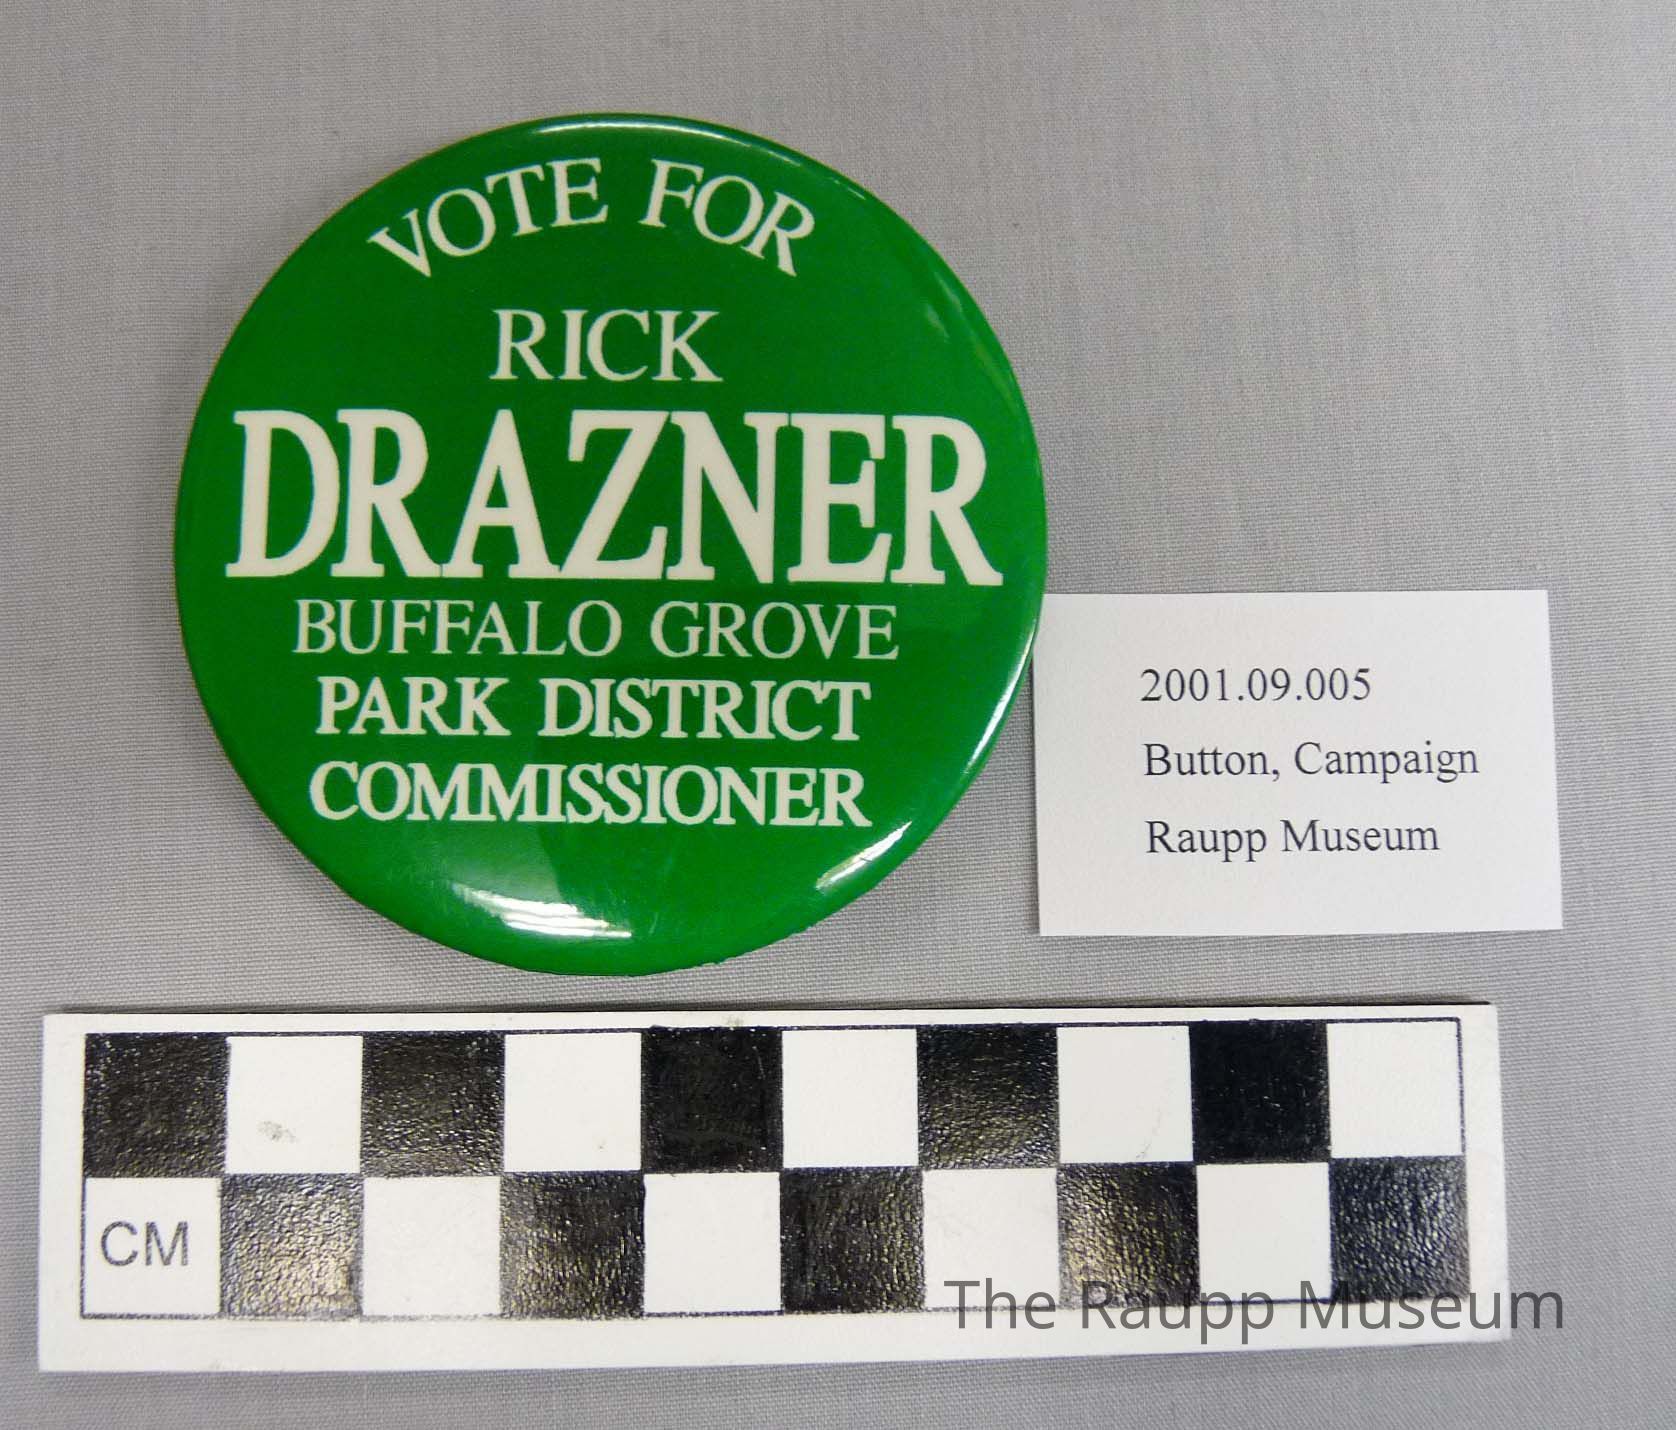 VOTE FOR
RICK
DRAZNER
BUFFALO GROVE
PARK DISTRICT
COMMISSIONER
2001.09.005
Button, Campaign
Raupp Museum
CM
The Raupp Museum